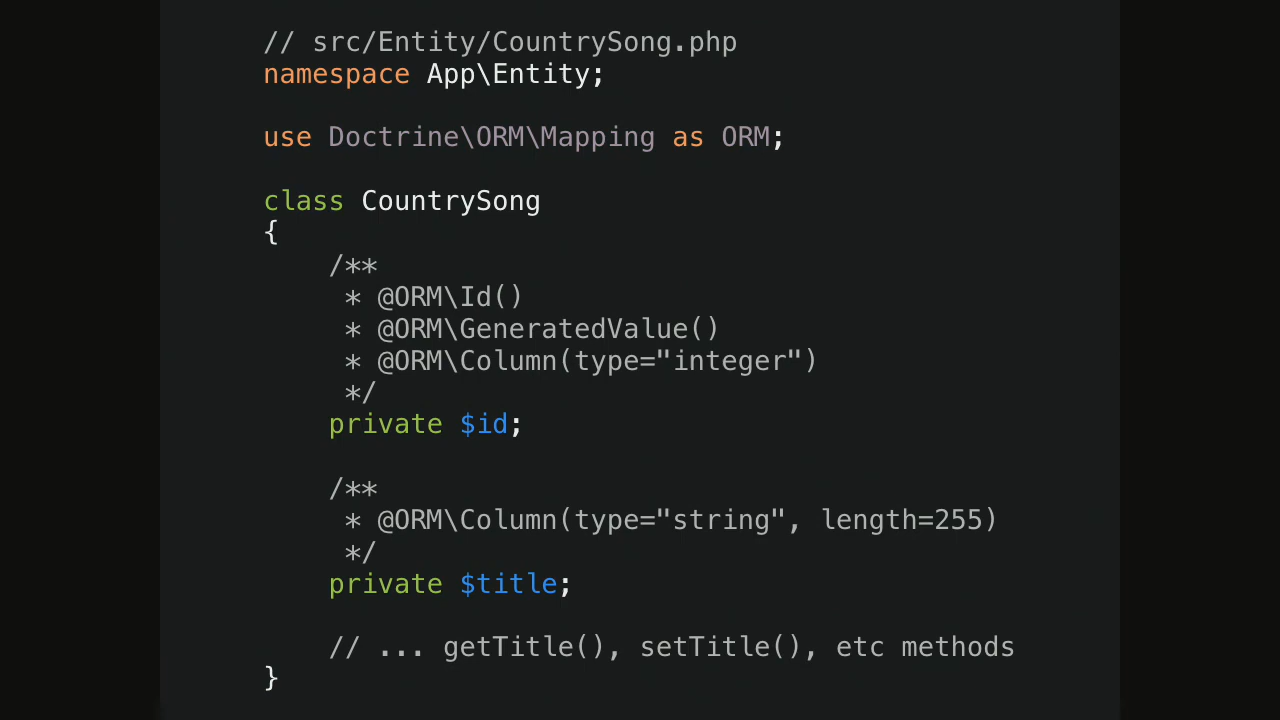 // src/Entity/CountrySong.php
namespace App\Entity;

use Doctrine\ORM\Mapping as ORM;

class CountrySong
{
    /**
     * @ORM\Id()
     * @ORM\GeneratedValue()
     * @ORM\Column(type="integer")
     */
    private $id;

    /**
     * @ORM\Column(type="string", length=255)
     */
    private $title;

    // ... getTitle(), setTitle(), etc methods
}